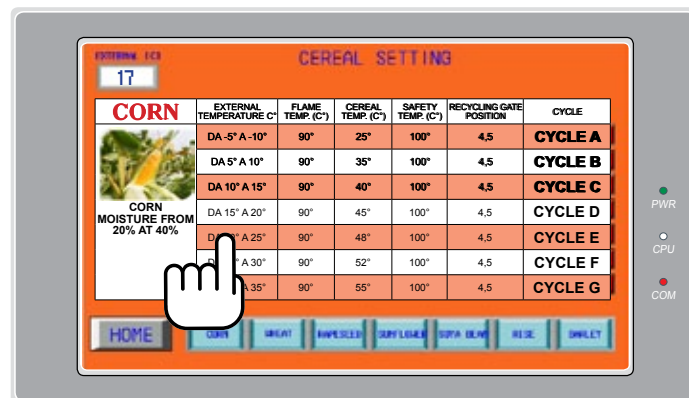 EXTERNAL (C)
17
CEREAL SETTING
CORN
EXTERNAL TEMPERATURE C° FLAME TEMP. (C°) CEREAL TEMP. (C°) SAFETY TEMP. (C°) RECYCLING GATE POSITION CYCLE
DA -5° A -10° 90° 25° 100° 4,5 CYCLE A
DA 5° A 10° 90° 35° 100° 4,5 CYCLE B
DA 10° A 15° 90° 40° 100° 4,5 CYCLE C
DA 15° A 20° 90° 45° 100° 4,5 CYCLE D
A 25° 90° 48° 100° 4,5 CYCLE E
A 30° 90° 52° 100° 4,5 CYCLE F
A 35° 90° 55° 100° 4,5 CYCLE G
CORN
MOISTURE FROM
20% AT 40%
HOME CORN WHEAT RAPESEED SUNFLOWER SOYA BEAN RISE BARLEY
PWR
CPU
COM